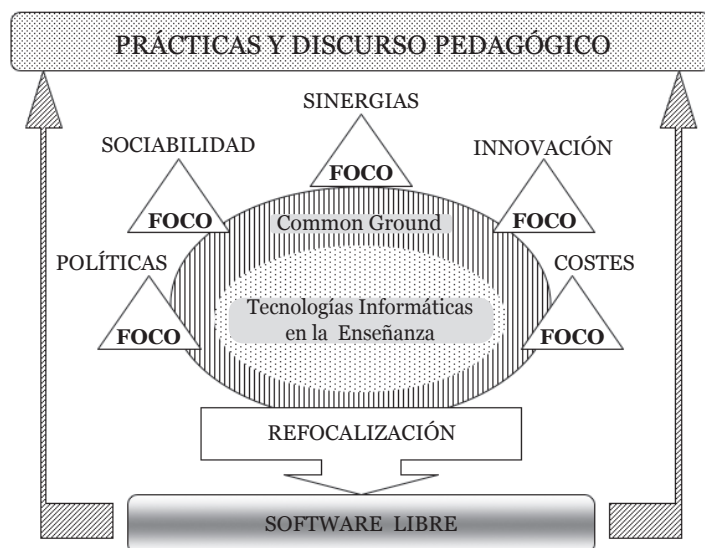 PRÁCTICAS Y DISCURSO PEDAGÓGICO
SINERGIAS
SOCIABILIDAD
INNOVACIÓN
FOCO
FOCO
FOCO
Common Ground
POLÍTICAS
COSTES
Tecnologías Informáticas
en la Enseñanza
FOCO
FOCO
REFOCALIZACIÓN
SOFTWARE LIBRE